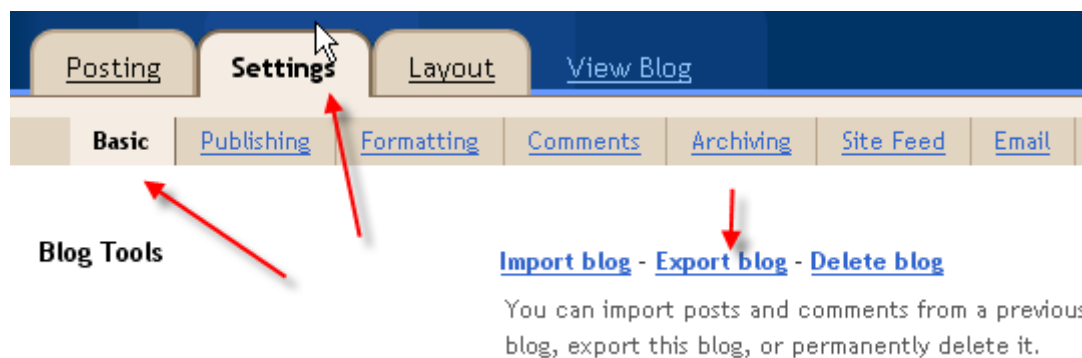 Posting Settings Layout View Blog
Basic Publishing Formatting Comments Archiving Site Feed Email
Blog Tools
Import blog - Export blog - Delete blog
You can import posts and comments from a previous
blog, export this blog, or permanently delete it.